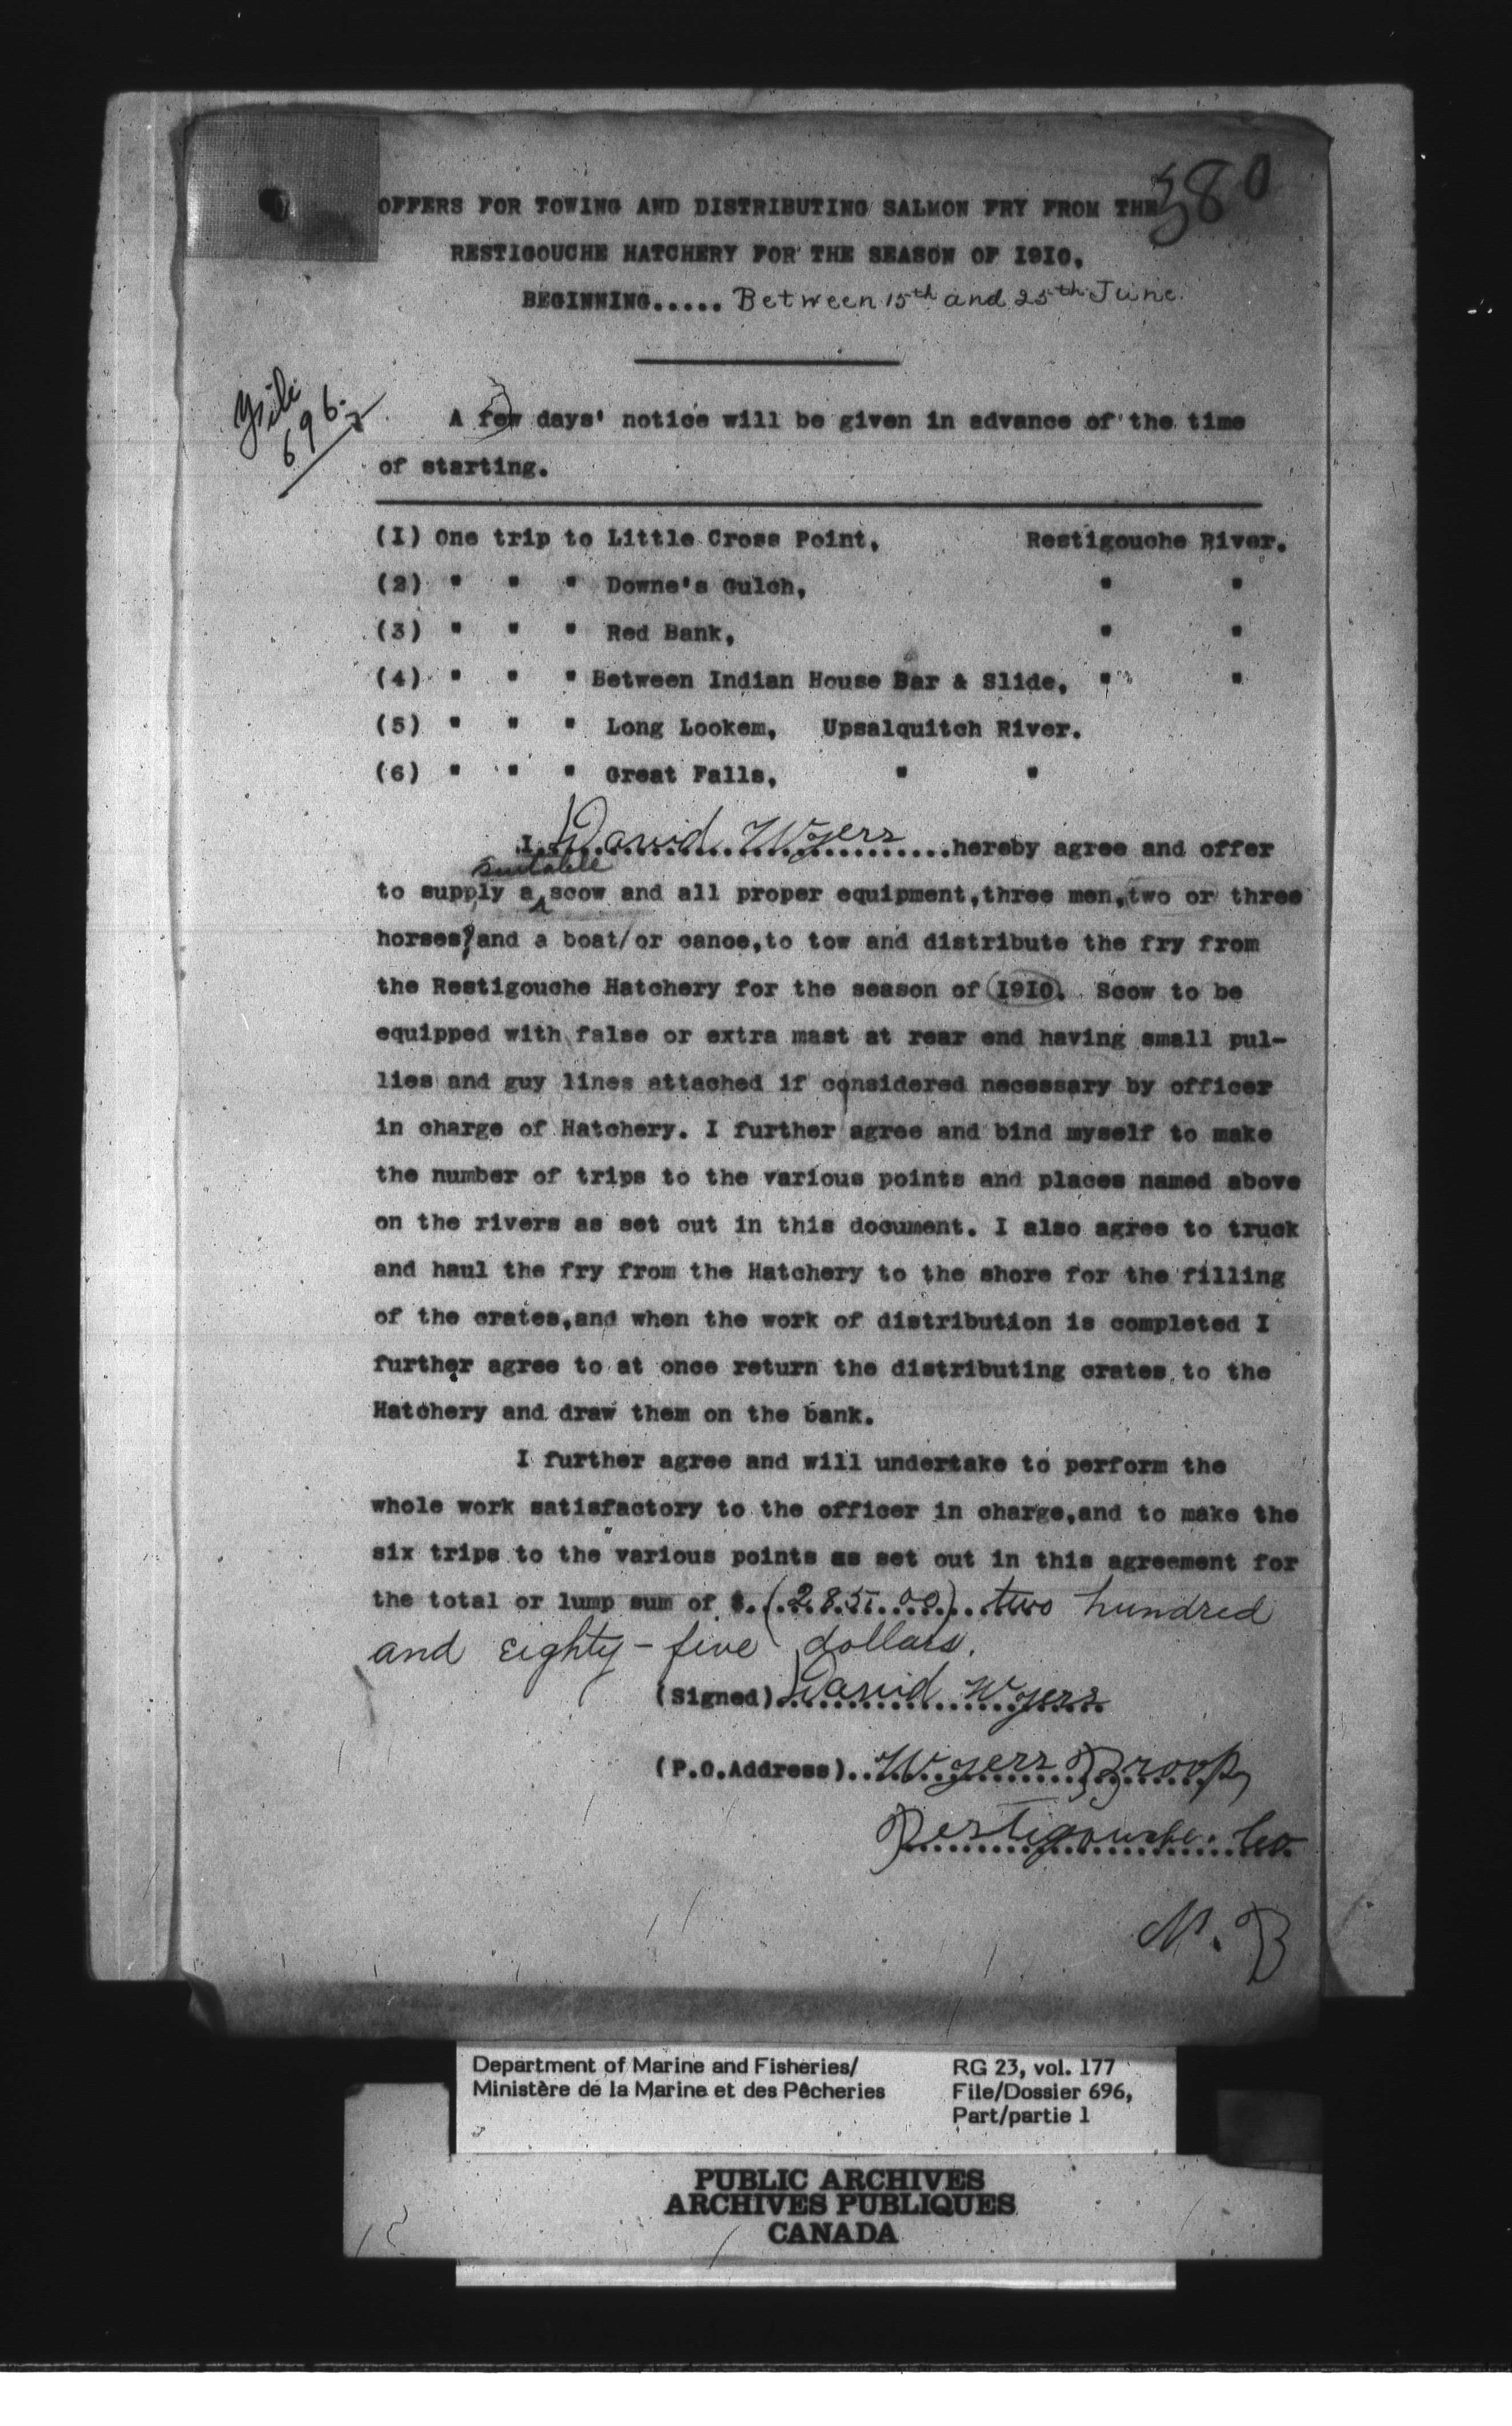 380
OFFERS FOR TOWING AND DISTRIBUTING SALMON FRY FROM THE
RESTIGOUCHE HATCHERY FOR THE SEASON OF I9IO.
BEGINNING..... Between 15th and 25th June.
File
696
A few days' notice will be given in advance of the time
of starting.
(I) One trip to Little Cross Point, Restigouche River.
(2) " " " Downe's Gulch, " "
(3) " " " Red Bank, " "
(4) " " " Between Indian House Bar & Slide, " "
(5) " " " Long Lookem, Upsalquitch River.
(6) " " " Great Falls, " "
I, David Wyers hereby agree and offer
suitable
to supply a scow and all proper equipment,three men,two or three
horses,and a boat/or canoe,to tow and distribute the fry from
the Restigouche Hatchery for the season of I9IO. Scow to be
equipped with false or extra mast at rear end having small pul-
lies and guy lines attached if considered necessary by officer
in charge of Hatchery. I further agree and bind myself to make
the number of trips to the various points and places named above
on the rivers as set out in this document. I also agree to truck
and haul the fry from the Hatchery to the shore for the filling
of the crates,and when the work of distribution is completed I
further agree to at once return the distributing crates to the
Hatchery and draw them on the bank.
I further agree and will undertake to perform the
whole work satisfactory to the officer in charge,and to make the
six trips to the various points as set out in this agreement for
the total or lump sum of $.(285.00) two hundred
and eighty-five dollars.
(Signed) David Wyers
(P.O.Address) Wyers Brook
Restigouche Co
N. B
Department of Marine and Fisheries/ RG 23, vol. 177
Ministère de la Marine et des Pêcheries File/Dossier 696,
Part/partie 1
PUBLIC ARCHIVES
ARCHIVES PUBLIQUES
CANADA